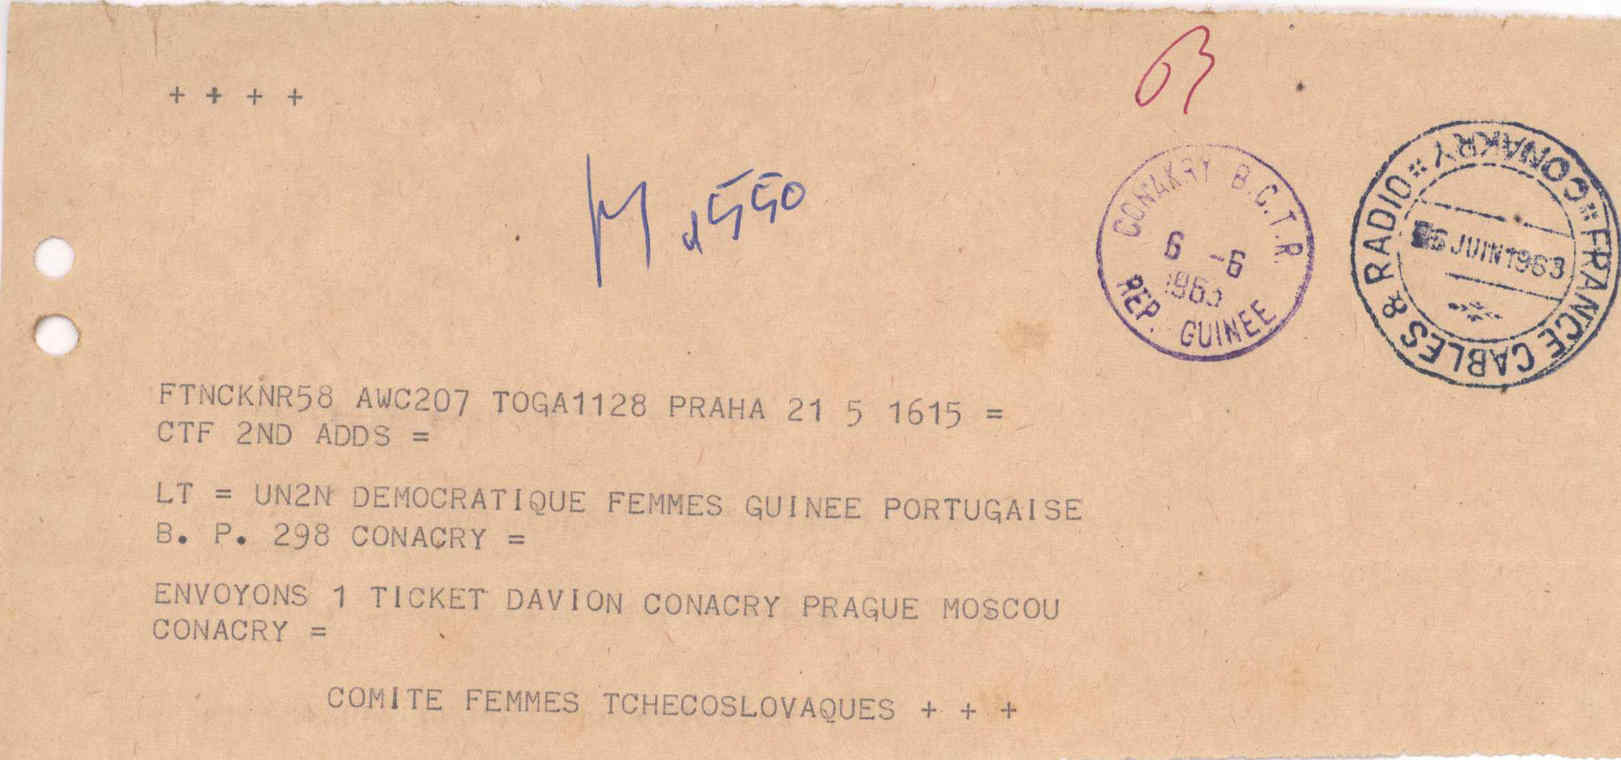 63
+ + + +
CONAKRY B.C.T.R.
6 -6
1963
REP. GUINEE
"CONAKRY" FRANCE CABLES & RADIO
JUIN 1963
FTNCKNR58 AWC207 TOGA1128 PRAHA 21 5 1615 =
CTF 2ND ADDS =
LT = UN2N DEMOCRATIQUE FEMMES GUINEE PORTUGAISE
B. P. 298 CONACRY =
ENVOYONS 1 TICKET DAVION CONACRY PRAGUE MOSCOU
CONACRY =
COMITE FEMMES TCHECOSLOVAQUES + + +